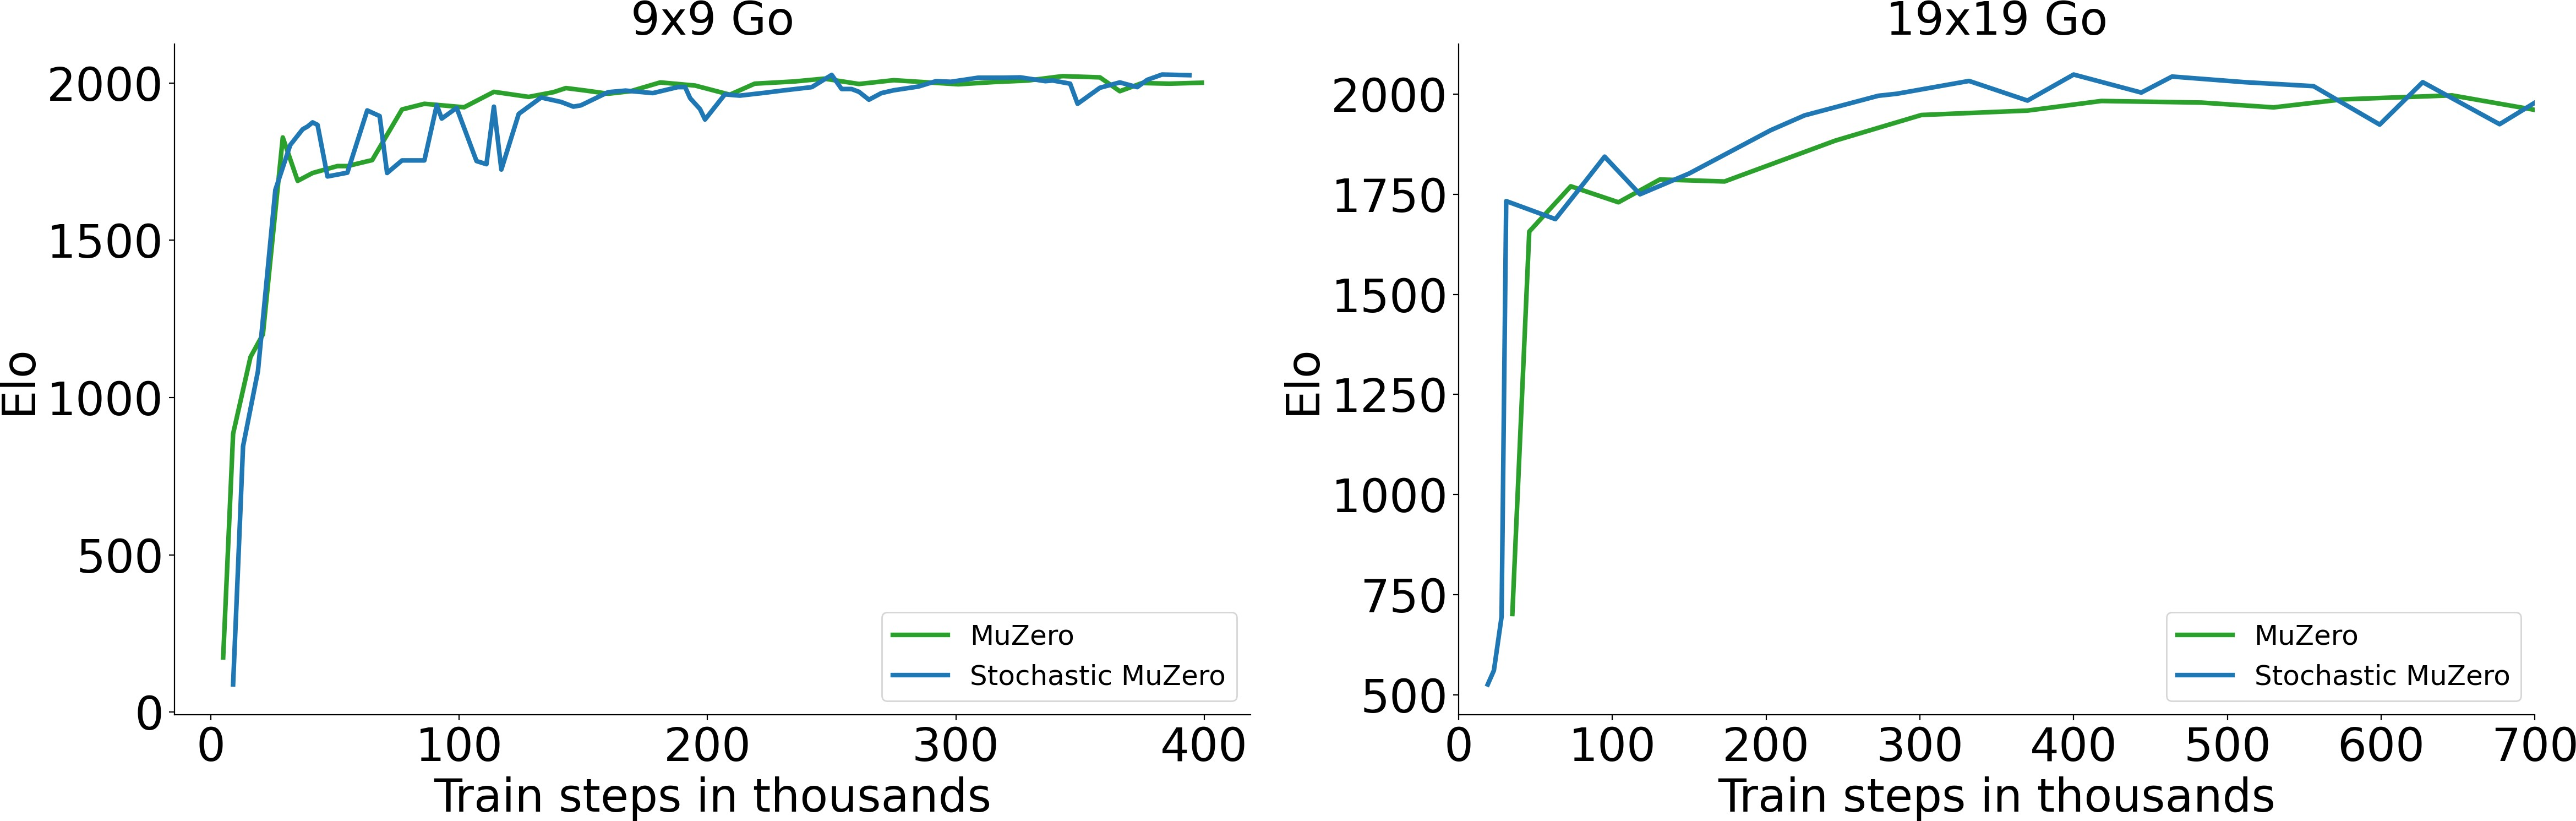 9x9 Go
2000
1500
1000
500
0
Elo
0 100 200 300 400
Train steps in thousands
MuZero
Stochastic MuZero
19x19 Go
2000
1750
1500
1250
1000
750
500
Elo
0 100 200 300 400 500 600 700
Train steps in thousands
MuZero
Stochastic MuZero